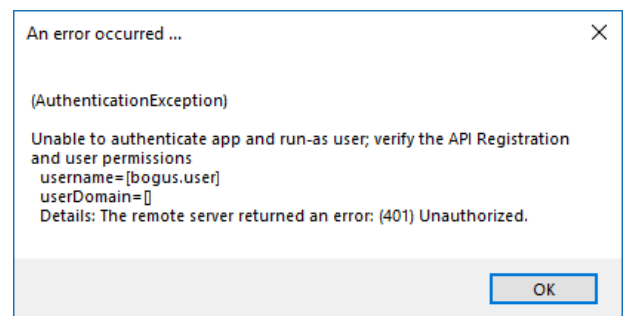 An error occurred ...
(AuthenticationException)
Unable to authenticate app and run-as user; verify the API Registration
and user permissions
username=[bogus.user]
userDomain=[]
Details: The remote server returned an error: (401) Unauthorized.
OK